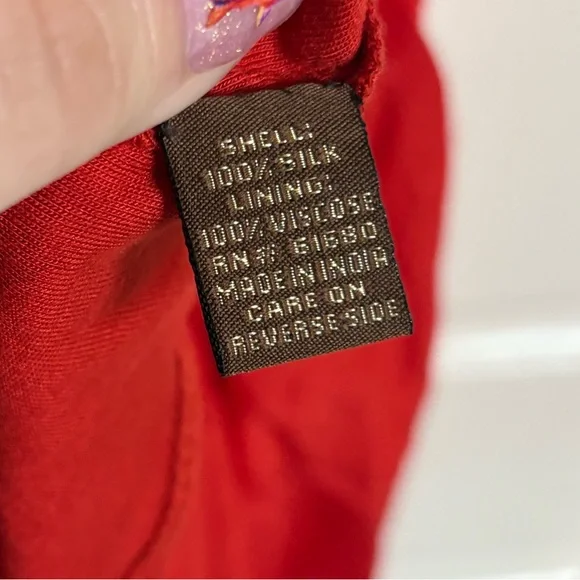 SHELL:
100% SILK
LINING:
100% VISCOSE
RN# 61680
MADE IN INDIA
CARE ON
REVERSE SIDE